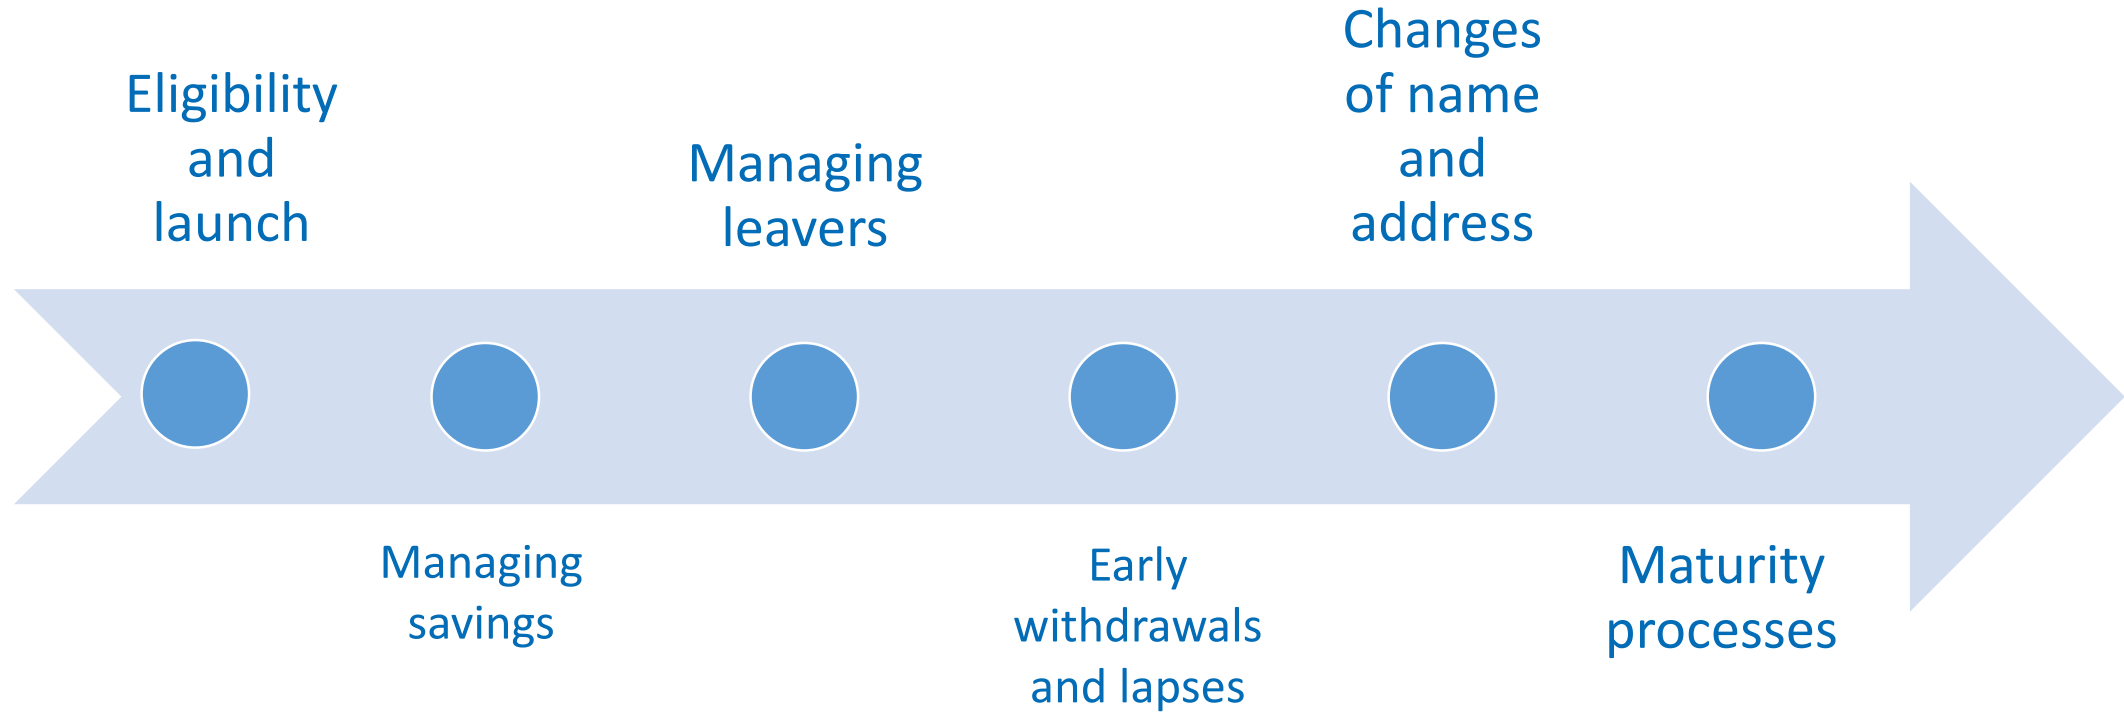 Eligibility
and
launch
Managing
savings
Managing
leavers
Early
withdrawals
and lapses
Changes
of name
and
address
Maturity
processes